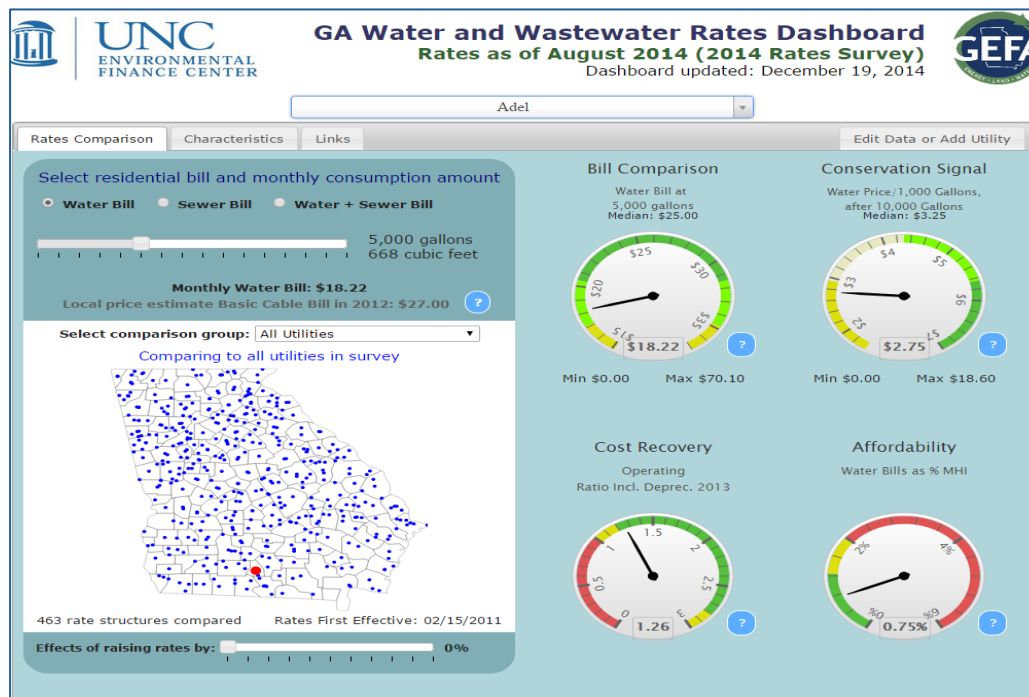 UNC
ENVIRONMENTAL
FINANCE CENTER
GA Water and Wastewater Rates Dashboard
Rates as of August 2014 (2014 Rates Survey)
Dashboard updated: December 19, 2014
GEFA
ENERGY • LAND • WATER
Adel
Rates Comparison
Characteristics
Links
Edit Data or Add Utility
Select residential bill and monthly consumption amount
Water Bill
Sewer Bill
Water + Sewer Bill
5,000 gallons
668 cubic feet
Monthly Water Bill: $18.22
Local price estimate Basic Cable Bill in 2012: $27.00
?
Select comparison group: All Utilities
Comparing to all utilities in survey
463 rate structures compared
Rates First Effective: 02/15/2011
Effects of raising rates by:
0%
Bill Comparison
Water Bill at
5,000 gallons
Median: $25.00
$15
$20
$25
$30
$35
$18.22
?
Min $0.00
Max $70.10
Conservation Signal
Water Price/1,000 Gallons,
after 10,000 Gallons
Median: $3.25
$2
$3
$4
$5
$6
$7
$2.75
?
Min $0.00
Max $18.60
Cost Recovery
Operating
Ratio Incl. Deprec. 2013
0
0.5
1
1.5
2
2.5
3
1.26
?
Affordability
Water Bills as % MHI
0%
2%
4%
6%
0.75%
?